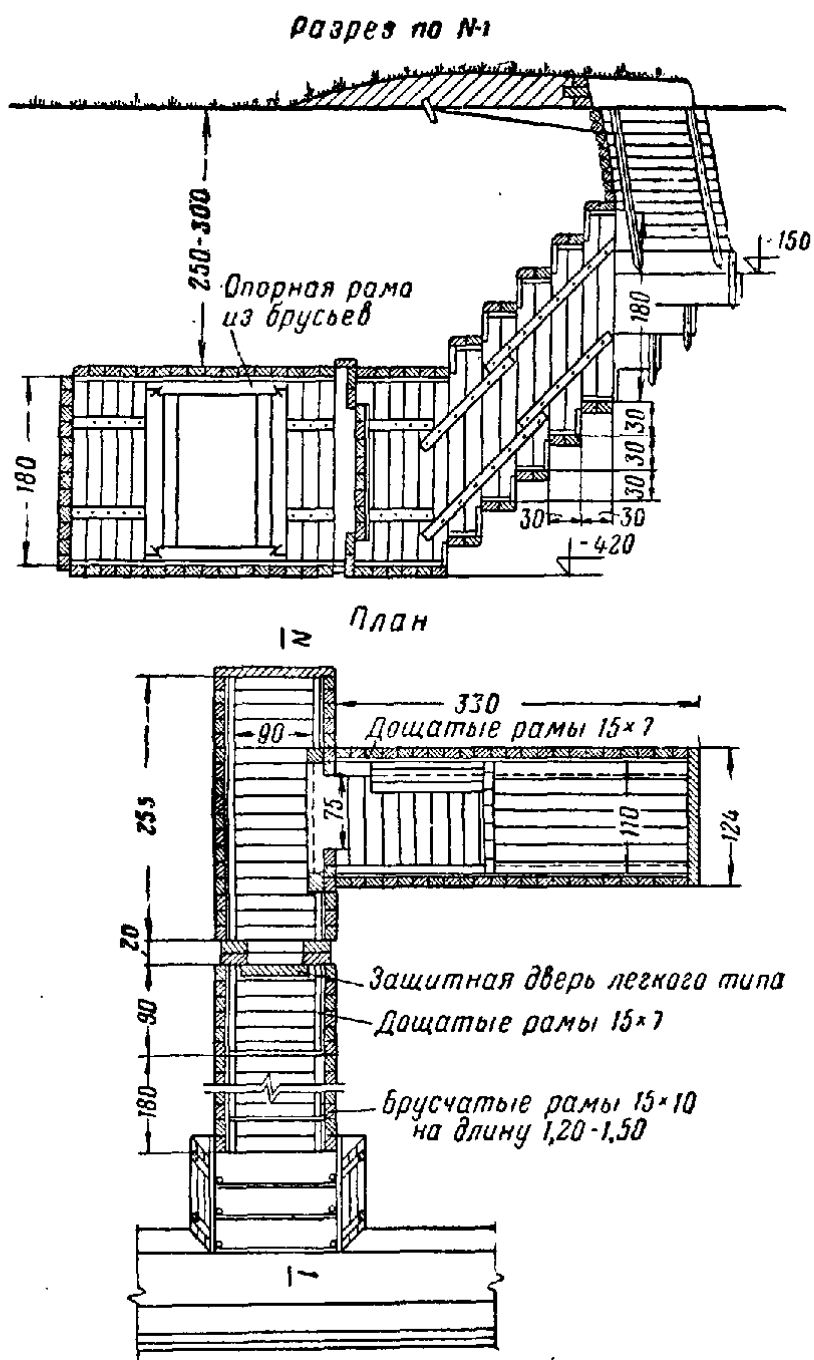 Разрез по N-1
250-300
Опорная рама
из брусьев
180
180
-150
30
30
30
30
30
-420
План
N
330
Дощатые рамы 15×7
90
255
75
110
124
20
Защитная дверь легкого типа
90
Дощатые рамы 15×7
180
Брусчатые рамы 15×10
на длину 1,20-1,50
1